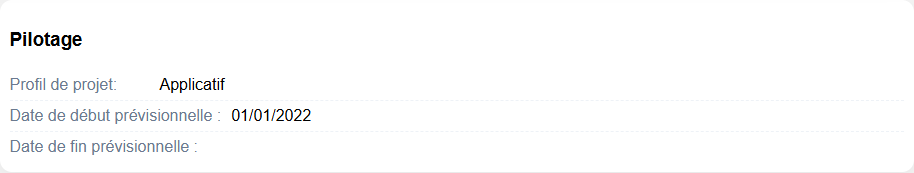 Pilotage
Profil de projet: Applicatif
Date de début prévisionnelle : 01/01/2022
Date de fin prévisionnelle :